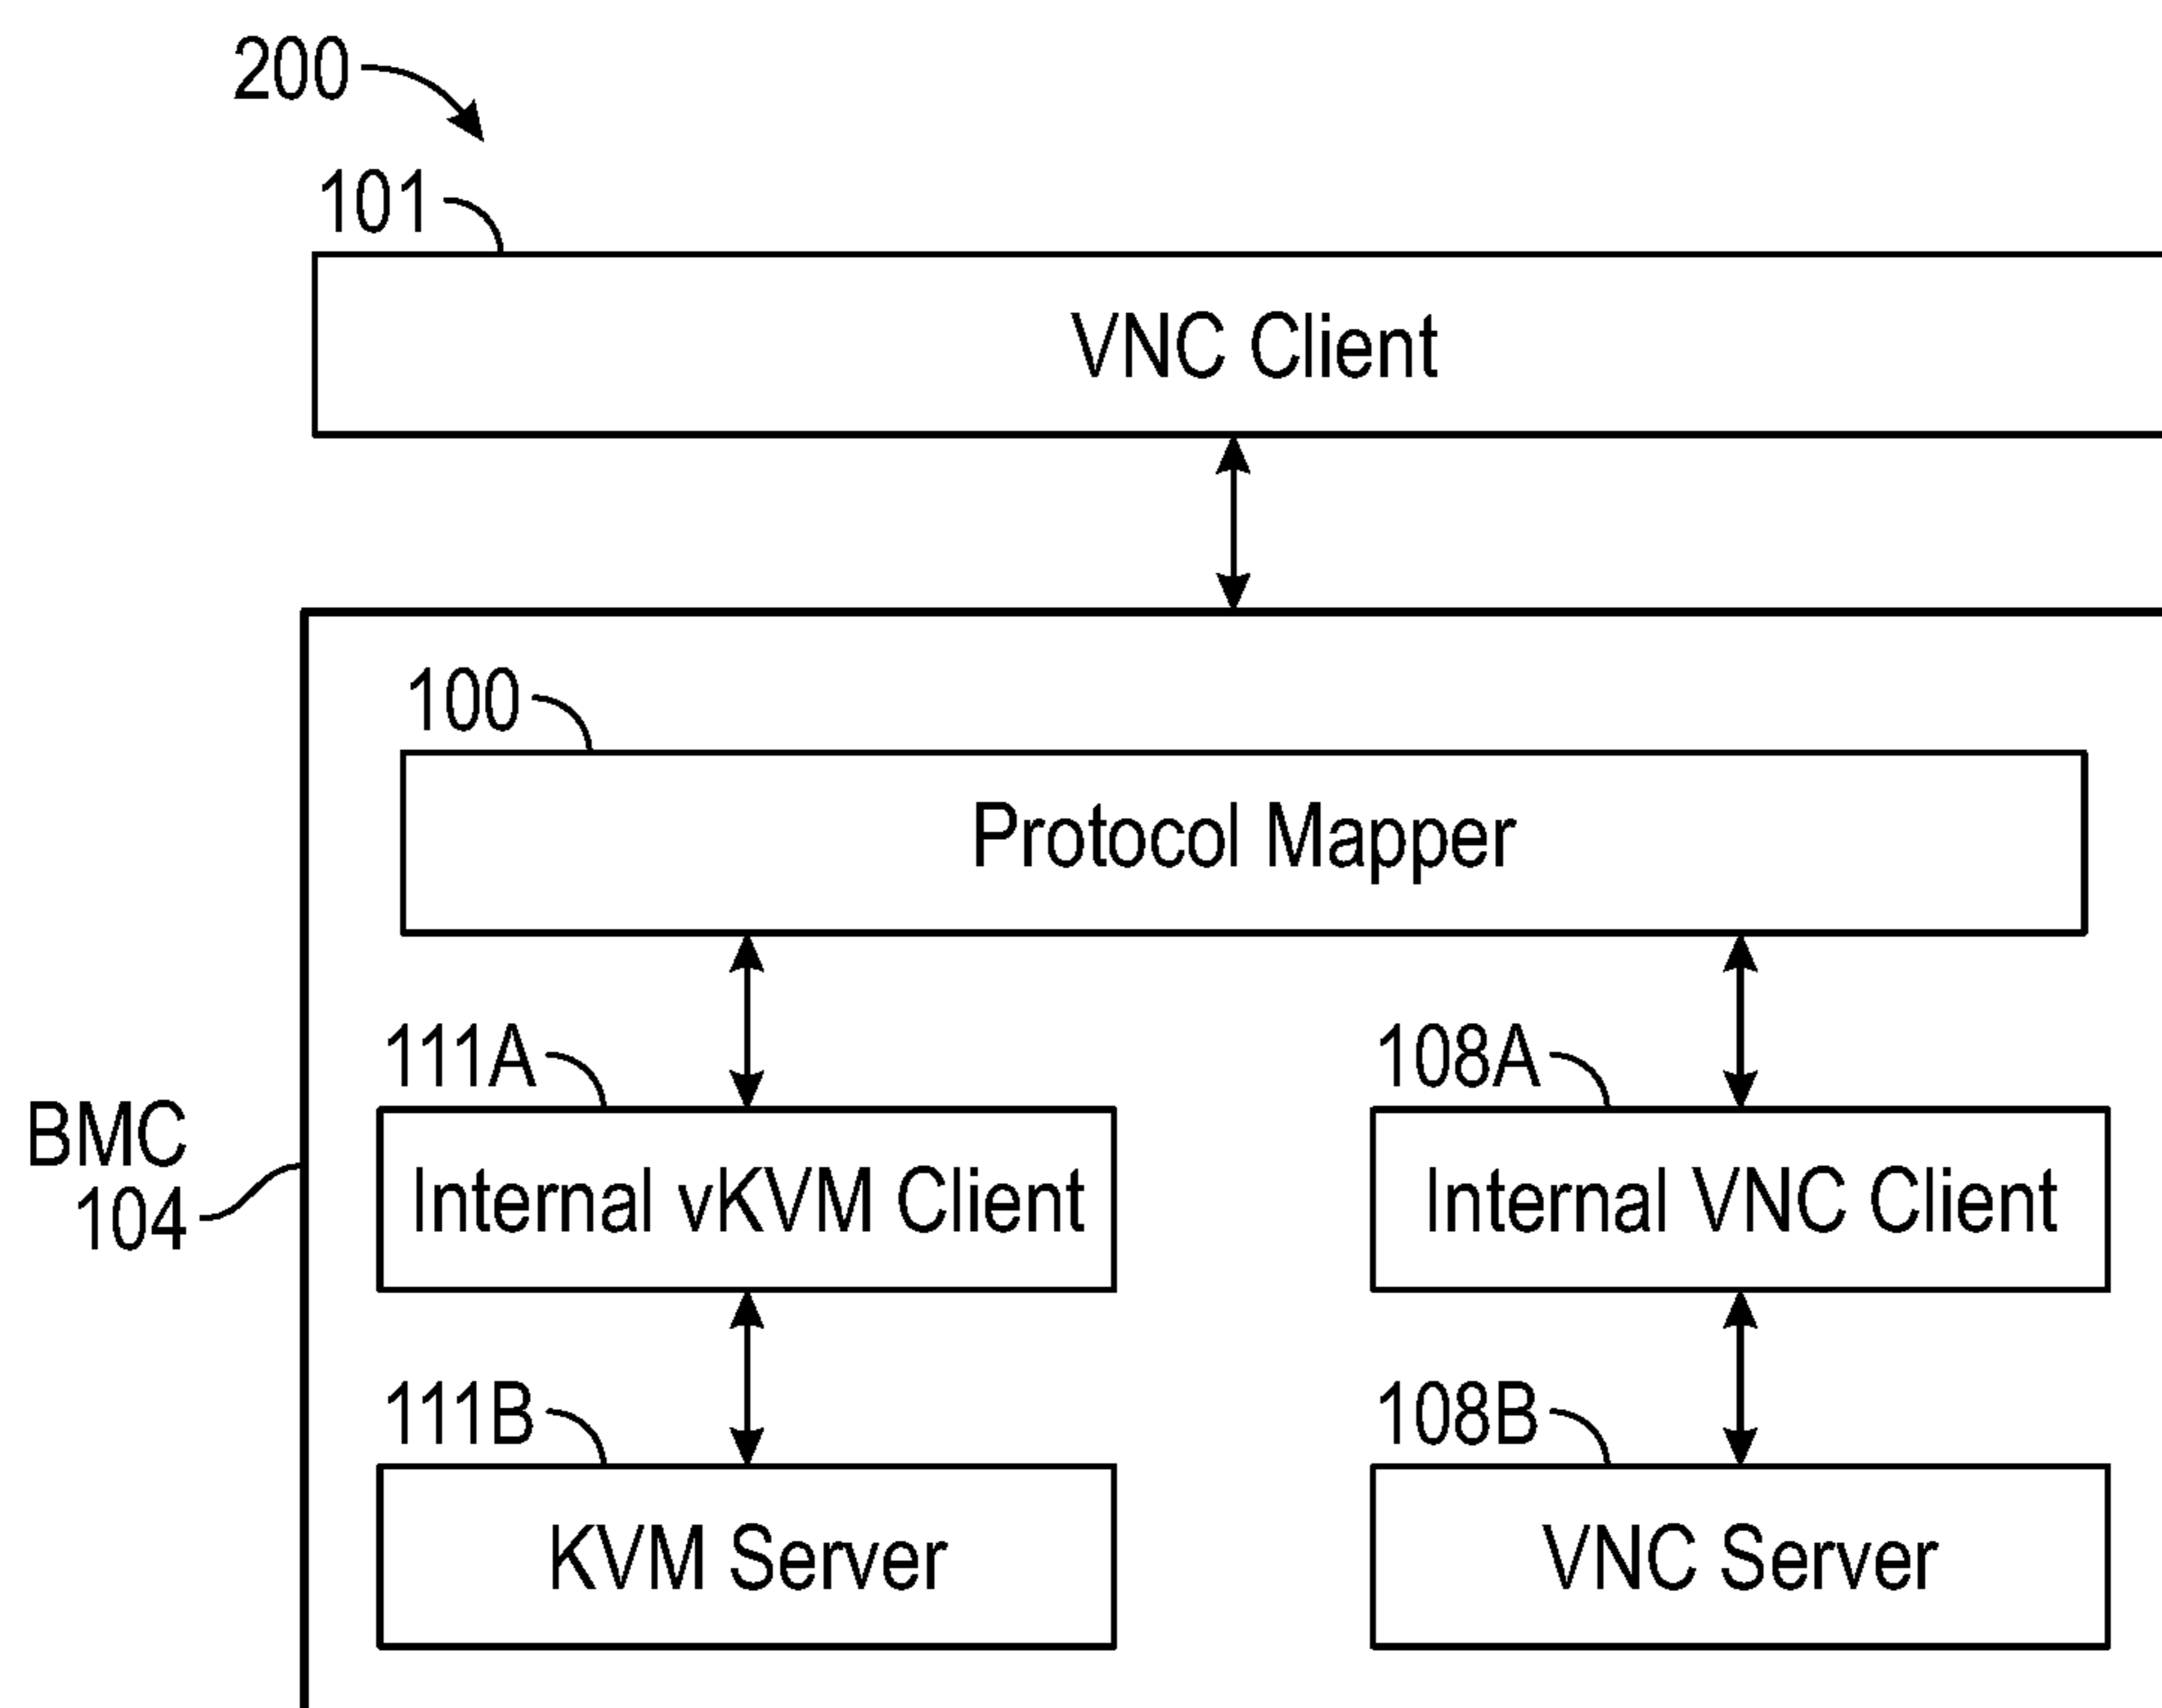 200
101
VNC Client
100
Protocol Mapper
111A
108A
BMC
104
Internal vKVM Client
Internal VNC Client
111B
108B
KVM Server
VNC Server